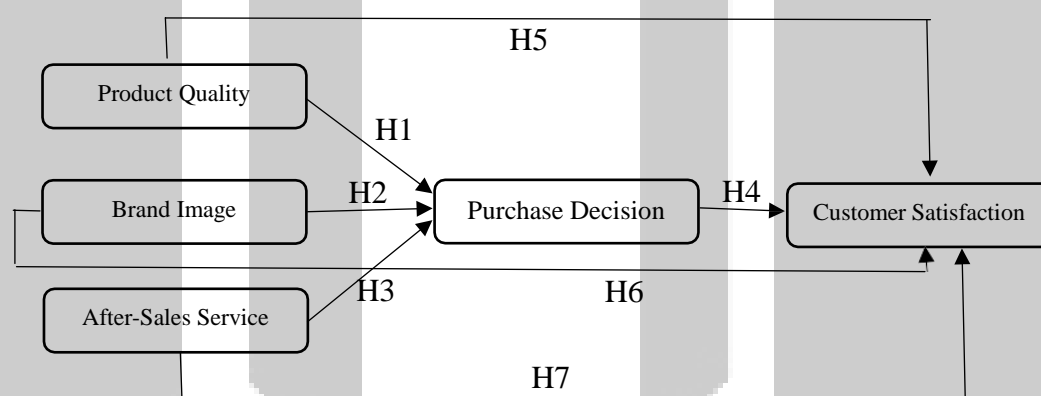 H5
Product Quality
H1
Brand Image
H2
Purchase Decision
H4
Customer Satisfaction
H3
H6
After-Sales Service
H7